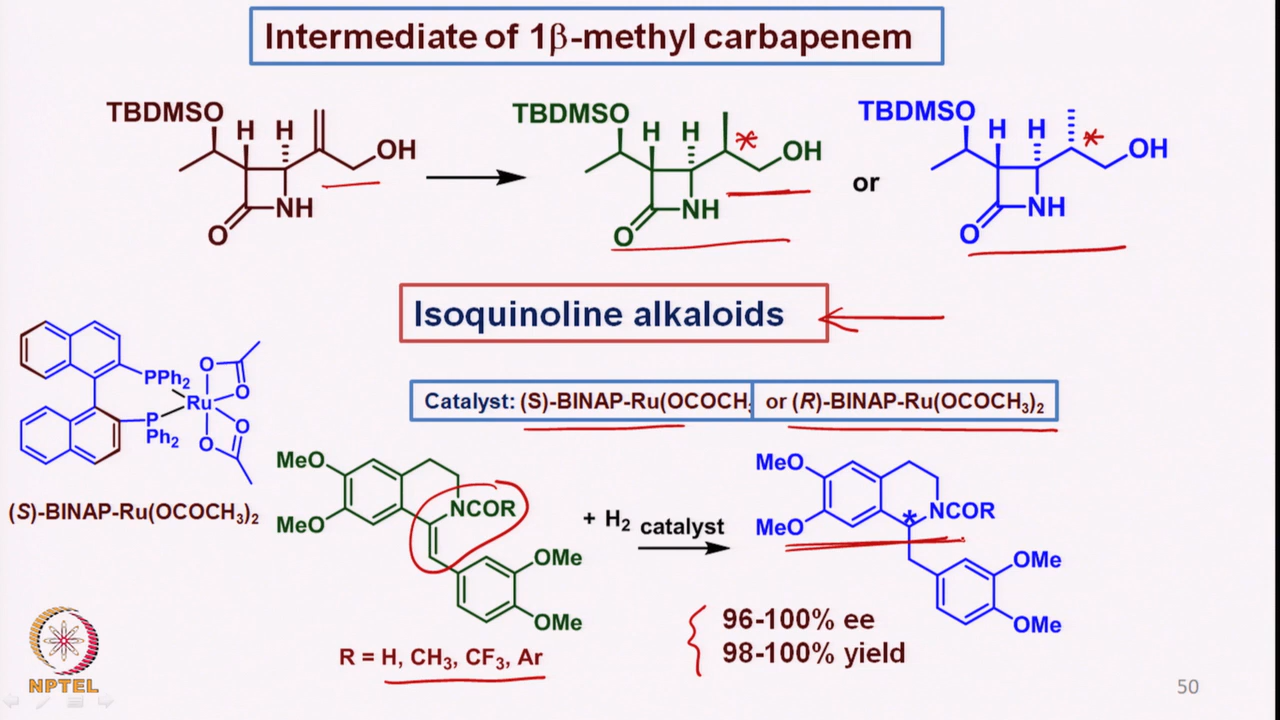 Intermediate of 1β-methyl carbapenem
TBDMSO H H OH
NH
O
TBDMSO H H OH
NH
O
or
TBDMSO H H OH
NH
O
Isoquinoline alkaloids
PPh2
P
Ph2
Ru
O
O
O
O
(S)-BINAP-Ru(OCOCH3)2
Catalyst: (S)-BINAP-Ru(OCOCH3 or (R)-BINAP-Ru(OCOCH3)2
MeO
MeO
NCOR
OMe
OMe
+ H2 catalyst
MeO
MeO
* NCOR
OMe
OMe
R = H, CH3, CF3, Ar
96-100% ee
98-100% yield
NPTEL
50